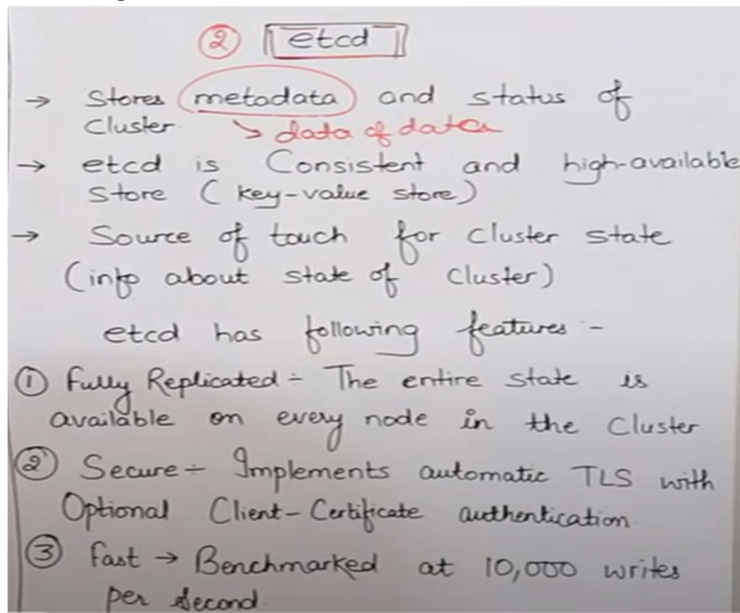 ② etcd
→ Stores metadata and status of
Cluster. → data of data
→ etcd is Consistent and high-available
Store (key-value store)
→ Source of touch for cluster state
(info about state of cluster)
etcd has following features :-
① Fully Replicated ÷ The entire state is
available on every node in the Cluster
② Secure ÷ Implements automatic TLS with
Optional Client-Certificate authentication.
③ Fast → Benchmarked at 10,000 writes
per second